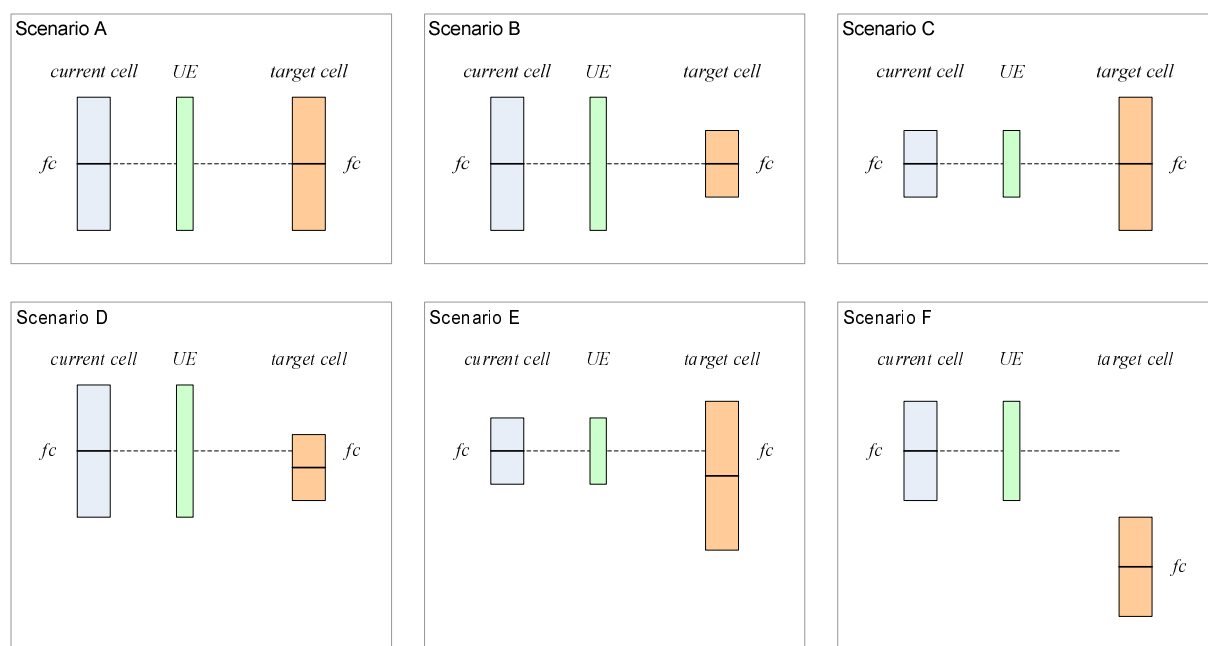 Scenario A
current cell UE target cell
fc fc
Scenario B
current cell UE target cell
fc fc
Scenario C
current cell UE target cell
fc fc
Scenario D
current cell UE target cell
fc fc
Scenario E
current cell UE target cell
fc fc
Scenario F
current cell UE target cell
fc
fc